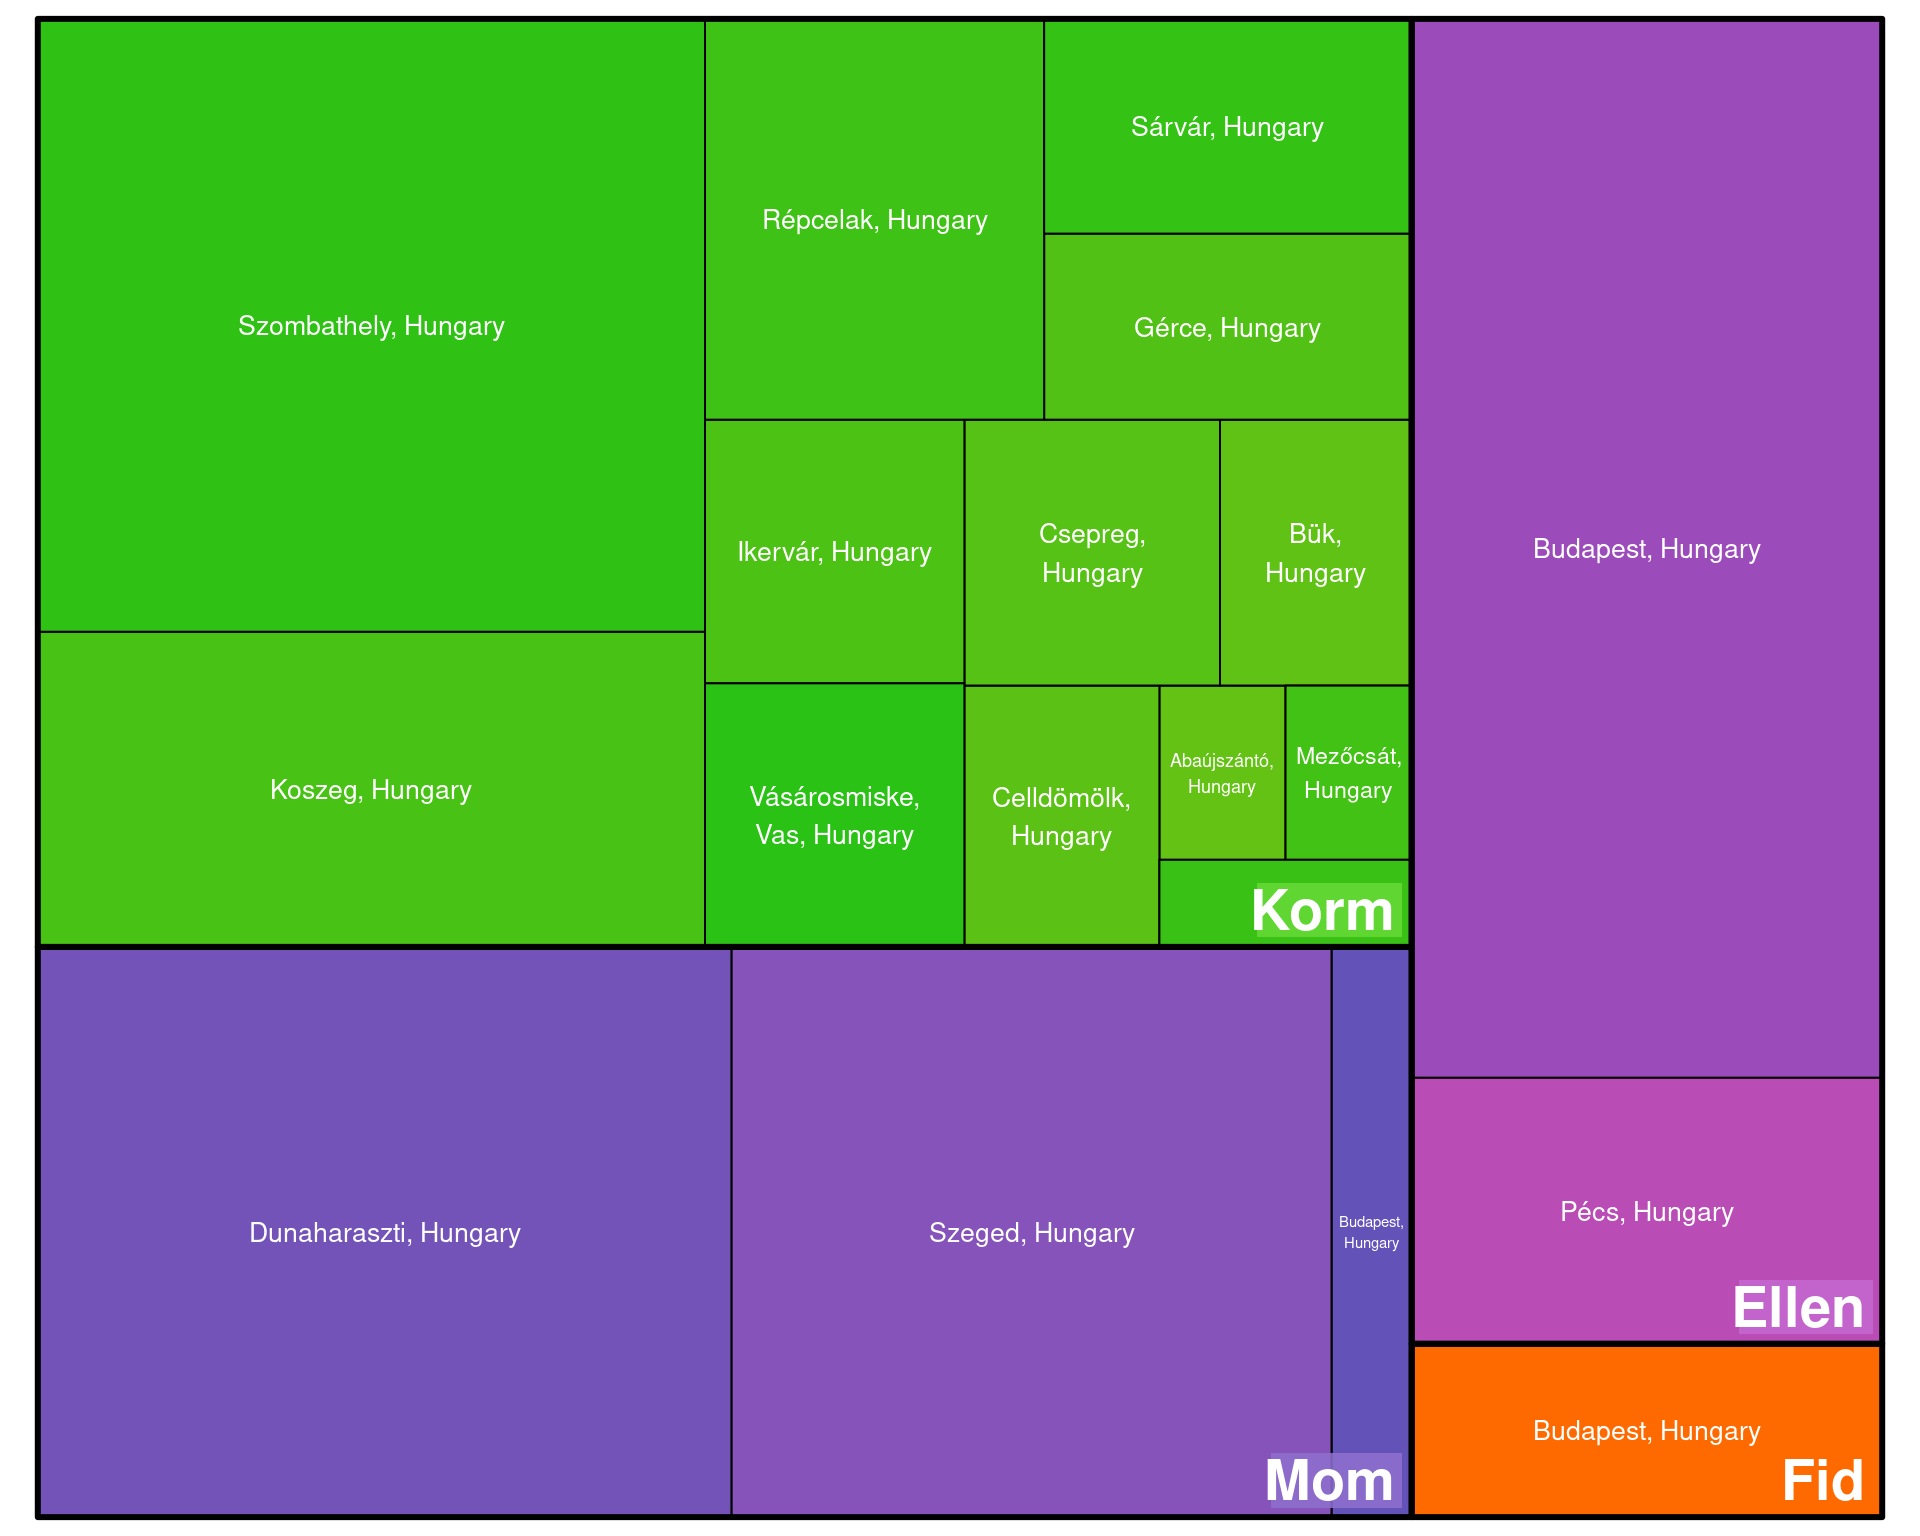 Szombathely, Hungary
Koszeg, Hungary
Répcelak, Hungary
Sárvár, Hungary
Gérce, Hungary
Ikervár, Hungary
Csepreg,
Hungary
Bük,
Hungary
Vásárosmiske,
Vas, Hungary
Celldömölk,
Hungary
Abaújszántó,
Hungary
Mezőcsát,
Hungary
Korm
Dunaharaszti, Hungary
Szeged, Hungary
Budapest,
Hungary
Mom
Budapest, Hungary
Pécs, Hungary
Ellen
Budapest, Hungary
Fid